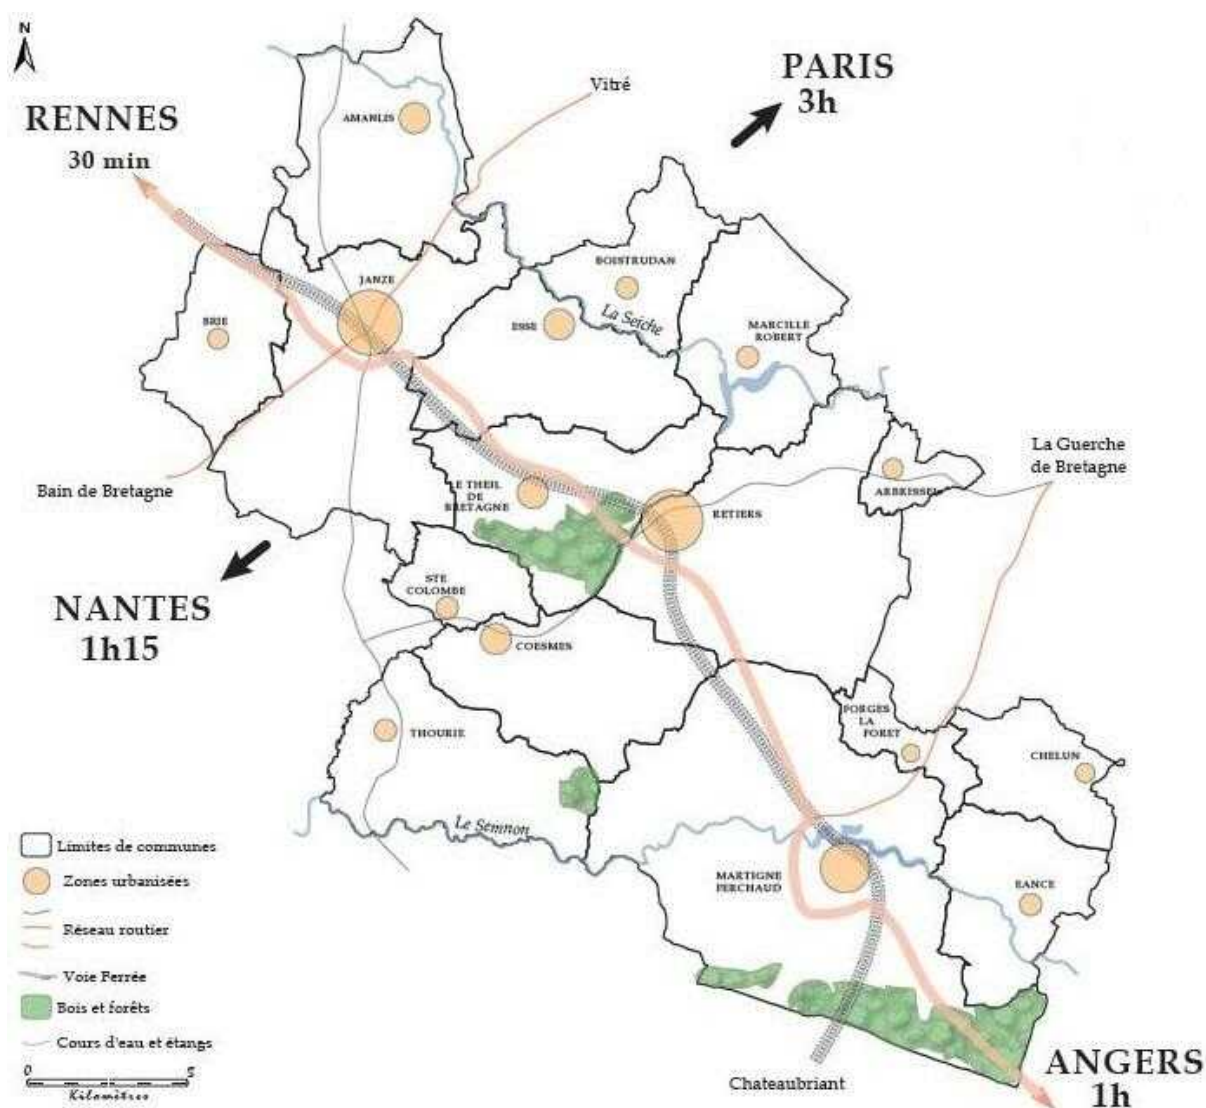 N
PARIS
3h
Vitré
RENNES
30 min
AMANLIS
BOISTRUDAN
JANZE
La Seiche
BRIE
ESSE
MARCILLE
ROBERT
La Guerche
de Bretagne
Bain de Bretagne
LE THEIL
DE
BRETAGNE
ARBRISSEL
RETIERS
NANTES
1h15
STE
COLOMBE
COESMES
THOURIE
FORGES
LA
FORET
CHELUN
Le Semnon
MARTIGNE
FERCHAUD
EANCE
Limites de communes
Zones urbanisées
Réseau routier
Voie Ferrée
Bois et forêts
Cours d'eau et étangs
0 5
Kilomètres
Chateaubriant
ANGERS
1h